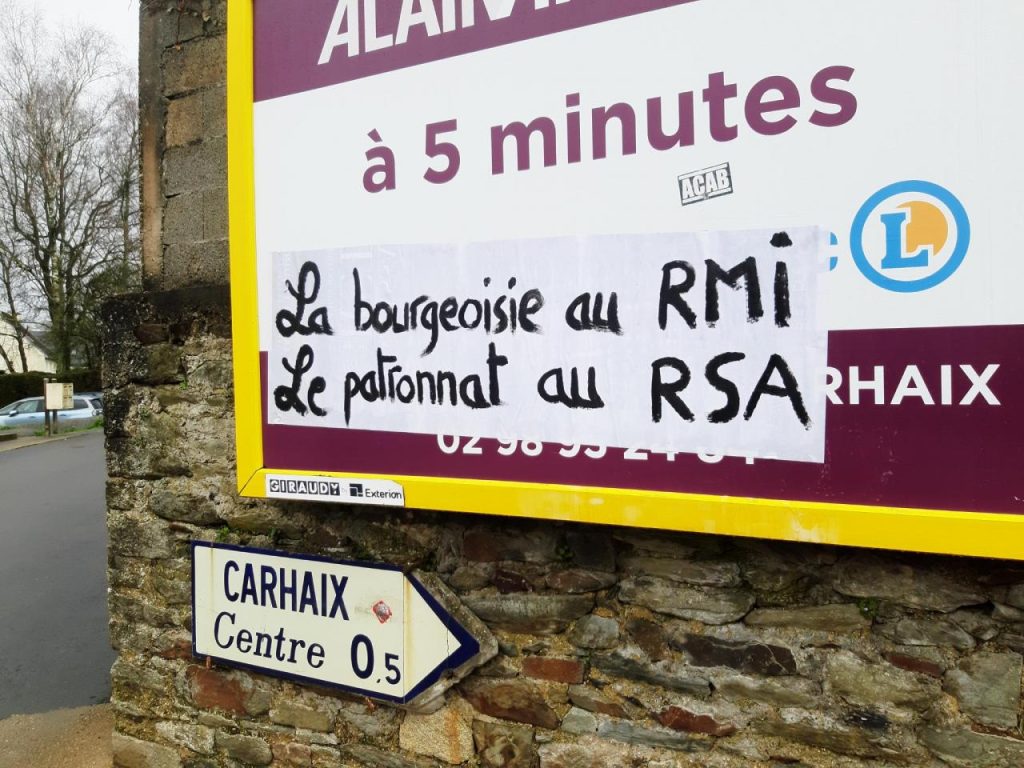 à 5 minutes
ACAB
L
La bourgeoisie au RMi
Le patronnat au RSA
RHAIX
GIRAUDY Exterion
CARHAIX
Centre 0,5